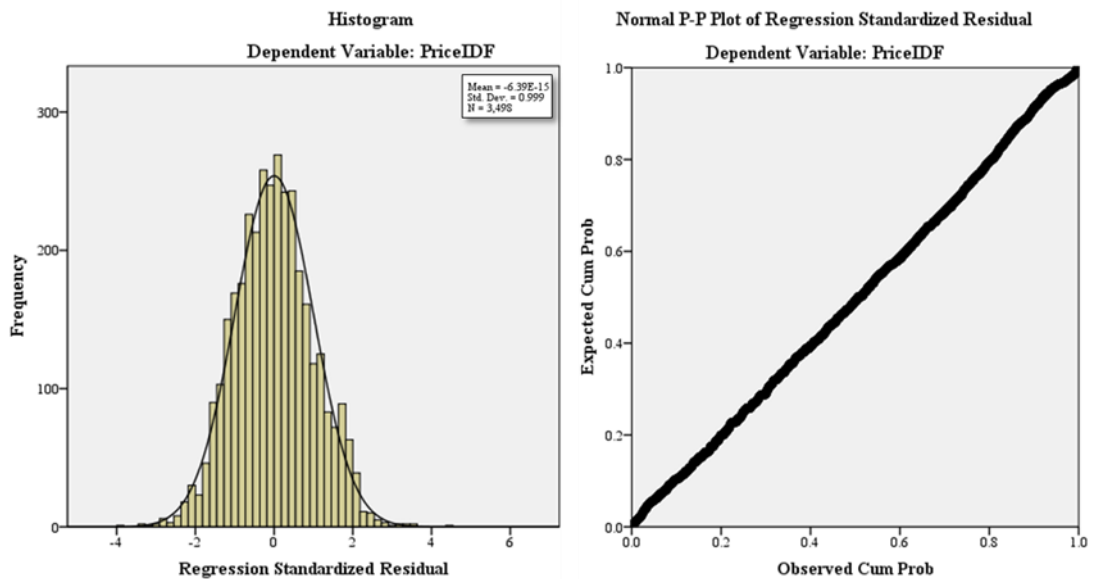 Histogram
Dependent Variable: PriceIDF
Mean = -6.39E-15
Std. Dev. = 0.999
N = 3,498
300
200
100
0
Frequency
-4
-2
0
2
4
6
Regression Standardized Residual
Normal P-P Plot of Regression Standardized Residual
Dependent Variable: PriceIDF
1.0
0.8
0.6
0.4
0.2
0.0
Expected Cum Prob
0.0
0.2
0.4
0.6
0.8
1.0
Observed Cum Prob